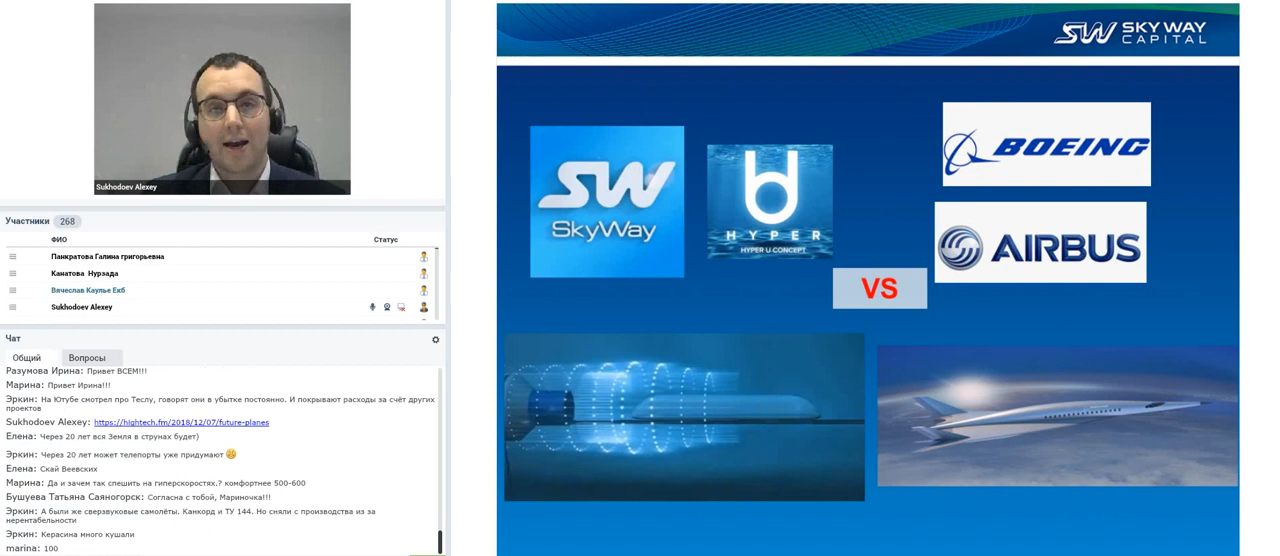 Sukhodoev Alexey
Участники 268
ФИО Статус
Панкратова Галина григорьевна
Канатова Нурзада
Вячеслав Каулье Екб
Sukhodoev Alexey
Чат
Общий Вопросы
Разумова Ирина: Привет ВСЕМ!!!
Марина: Привет Ирина!!!
Эркин: На Ютубе смотрел про Теслу, говорят они в убытке постоянно. И покрывают расходы за счёт других
проектов
Sukhodoev Alexey: https://hightech.fm/2018/12/07/future-planes
Елена: Через 20 лет вся Земля в струнах будет)
Эркин: Через 20 лет может телепорты уже придумают
Елена: Скай Веевских
Марина: Да и зачем так спешить на гиперскоростях.? комфортнее 500-600
Бушуева Татьяна Саяногорск: Согласна с тобой, Мариночка!!!
Эркин: А были же сверзвуковые самолёты. Канкорд и ТУ 144. Но сняли с производства из за
нерентабельности
Эркин: Керасина много кушали
marina: 100
SW SKY WAY
CAPITAL
SW
SkyWay
U
HYPER
HYPER U CONCEPT
BOEING
AIRBUS
VS